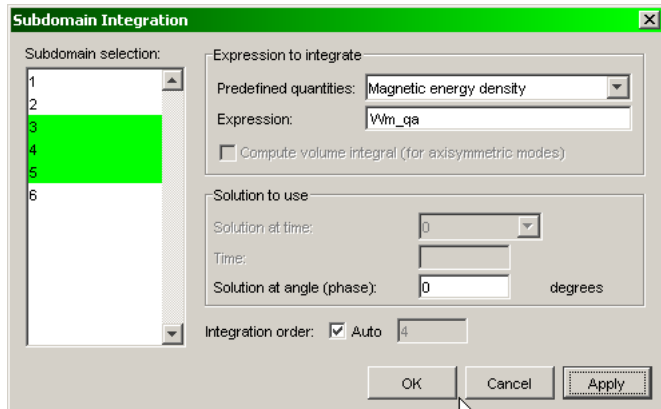 Subdomain Integration
Subdomain selection:
1
2
3
4
5
6
Expression to integrate
Predefined quantities: Magnetic energy density
Expression: Wm_qa
Compute volume integral (for axisymmetric modes)
Solution to use
Solution at time: 0
Time:
Solution at angle (phase): 0 degrees
Integration order: Auto 4
OK Cancel Apply